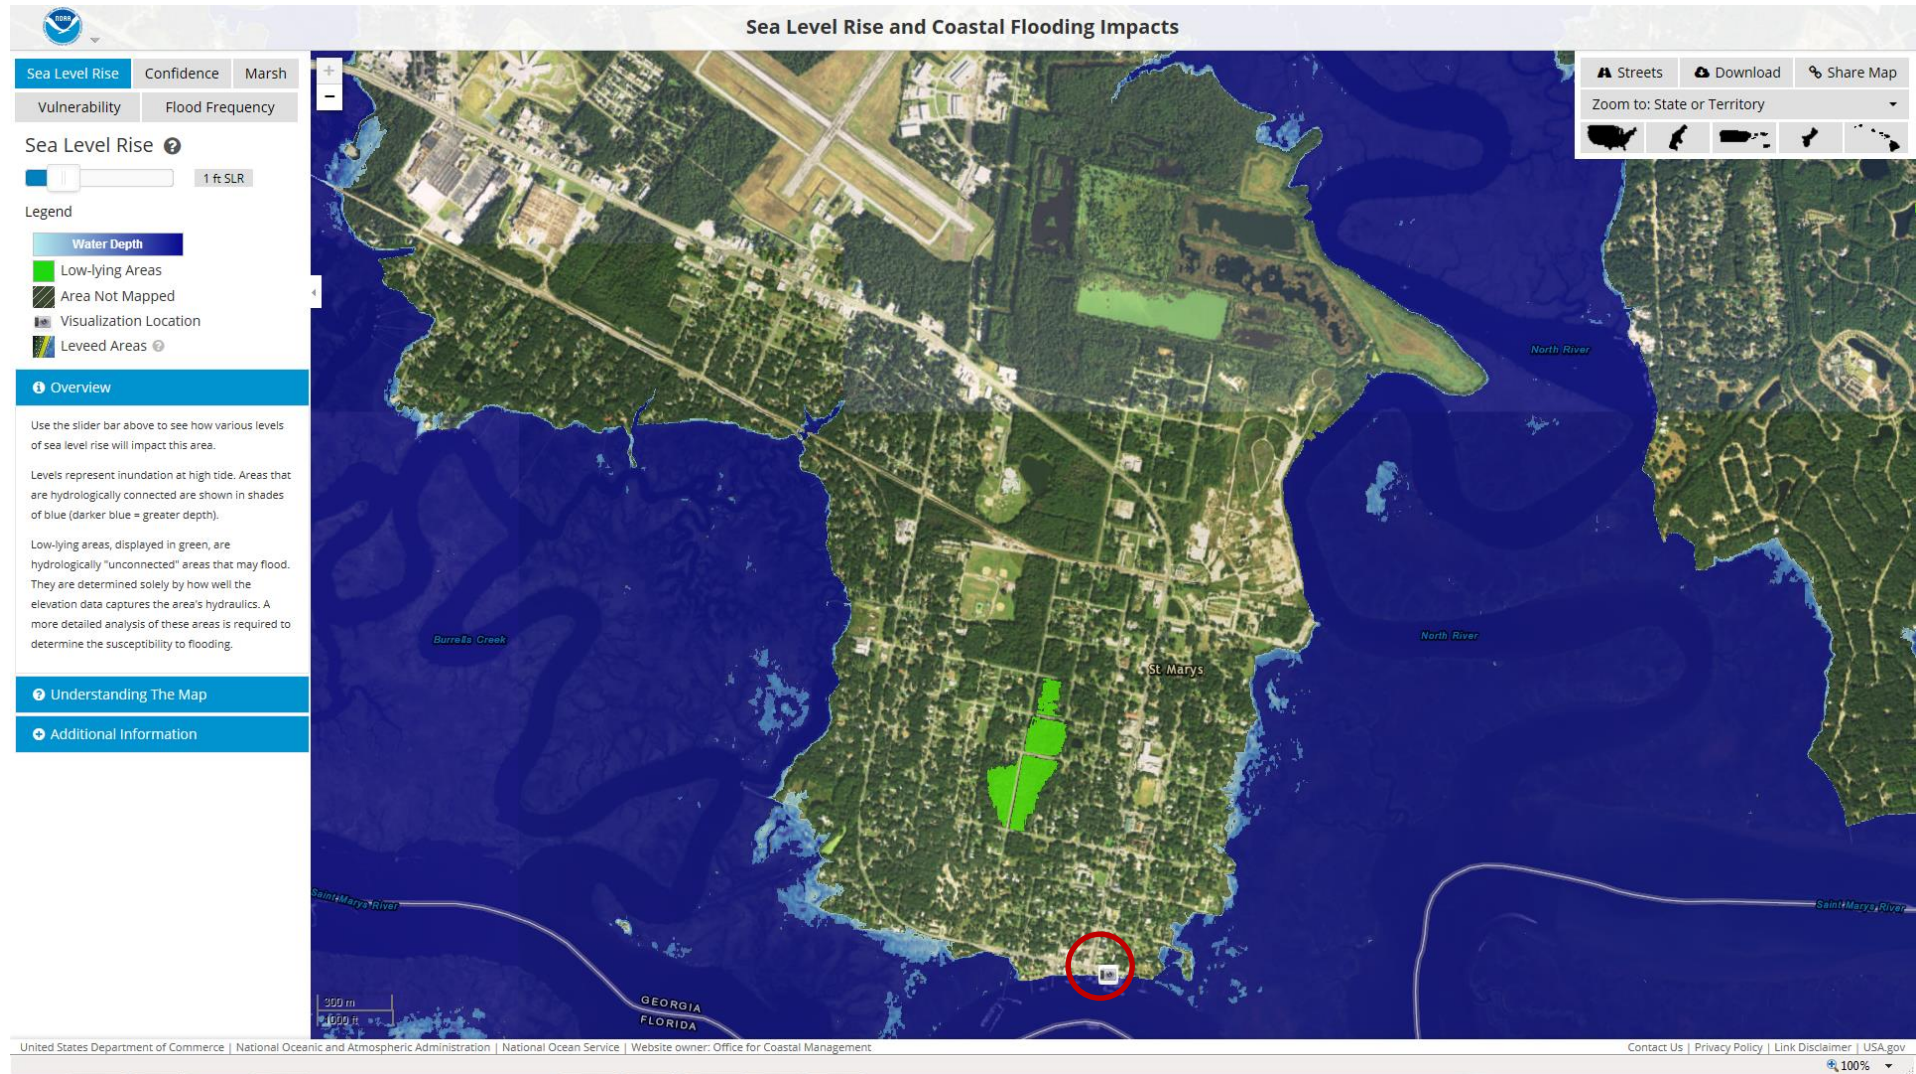 NOAA
Sea Level Rise and Coastal Flooding Impacts
Sea Level Rise
Confidence
Marsh
Vulnerability
Flood Frequency
Sea Level Rise ?
1 ft SLR
Legend
Water Depth
Low-lying Areas
Area Not Mapped
Visualization Location
Leveed Areas ?
Overview
Use the slider bar above to see how various levels
of sea level rise will impact this area.
Levels represent inundation at high tide. Areas that
are hydrologically connected are shown in shades
of blue (darker blue = greater depth).
Low-lying areas, displayed in green, are
hydrologically "unconnected" areas that may flood.
They are determined solely by how well the
elevation data captures the area's hydraulics. A
more detailed analysis of these areas is required to
determine the susceptibility to flooding.
Understanding The Map
Additional Information
+
−
Streets
Download
Share Map
Zoom to: State or Territory
North River
Burrells Creek
North River
St Marys
Saint Marys River
Saint Marys River
GEORGIA
FLORIDA
300 m
1000 ft
United States Department of Commerce | National Oceanic and Atmospheric Administration | National Ocean Service | Website owner: Office for Coastal Management
Contact Us | Privacy Policy | Link Disclaimer | USA.gov
100%